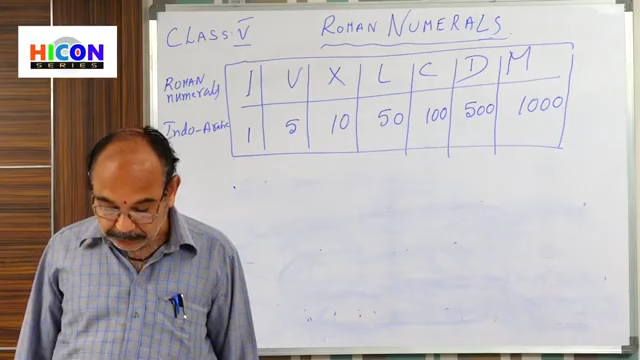 HICON
SERIES
CLASS: V
ROMAN NUMERALS
ROMAN numerals I V X L C D M
Indo-Arabic 1 5 10 50 100 500 1000